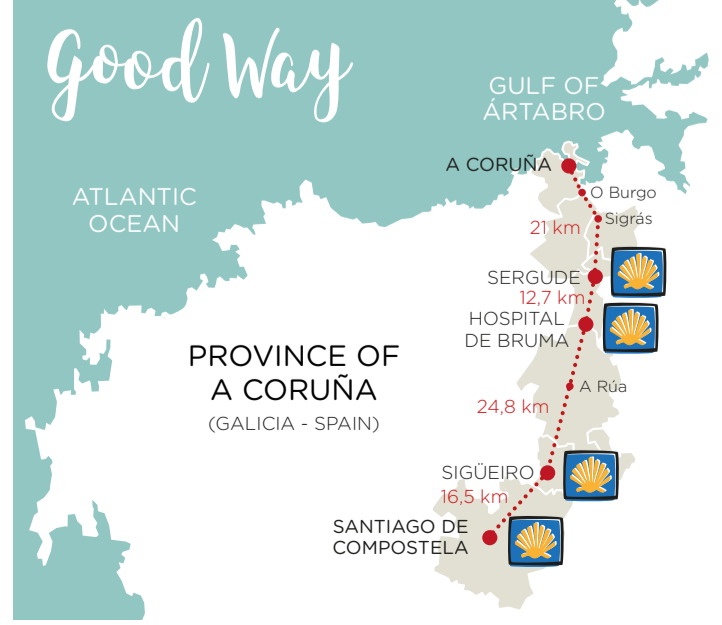 Good Way
GULF OF
ÁRTABRO
A CORUÑA
ATLANTIC
OCEAN
O Burgo
Sigrás
21 km
SERGUDE
12,7 km
HOSPITAL
DE BRUMA
PROVINCE OF
A CORUÑA
(GALICIA - SPAIN)
A Rúa
24,8 km
SIGÜEIRO
16,5 km
SANTIAGO DE
COMPOSTELA